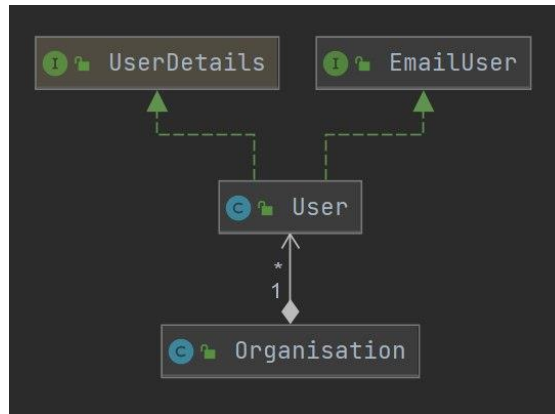 I UserDetails
I EmailUser
C User
*
1
C Organisation